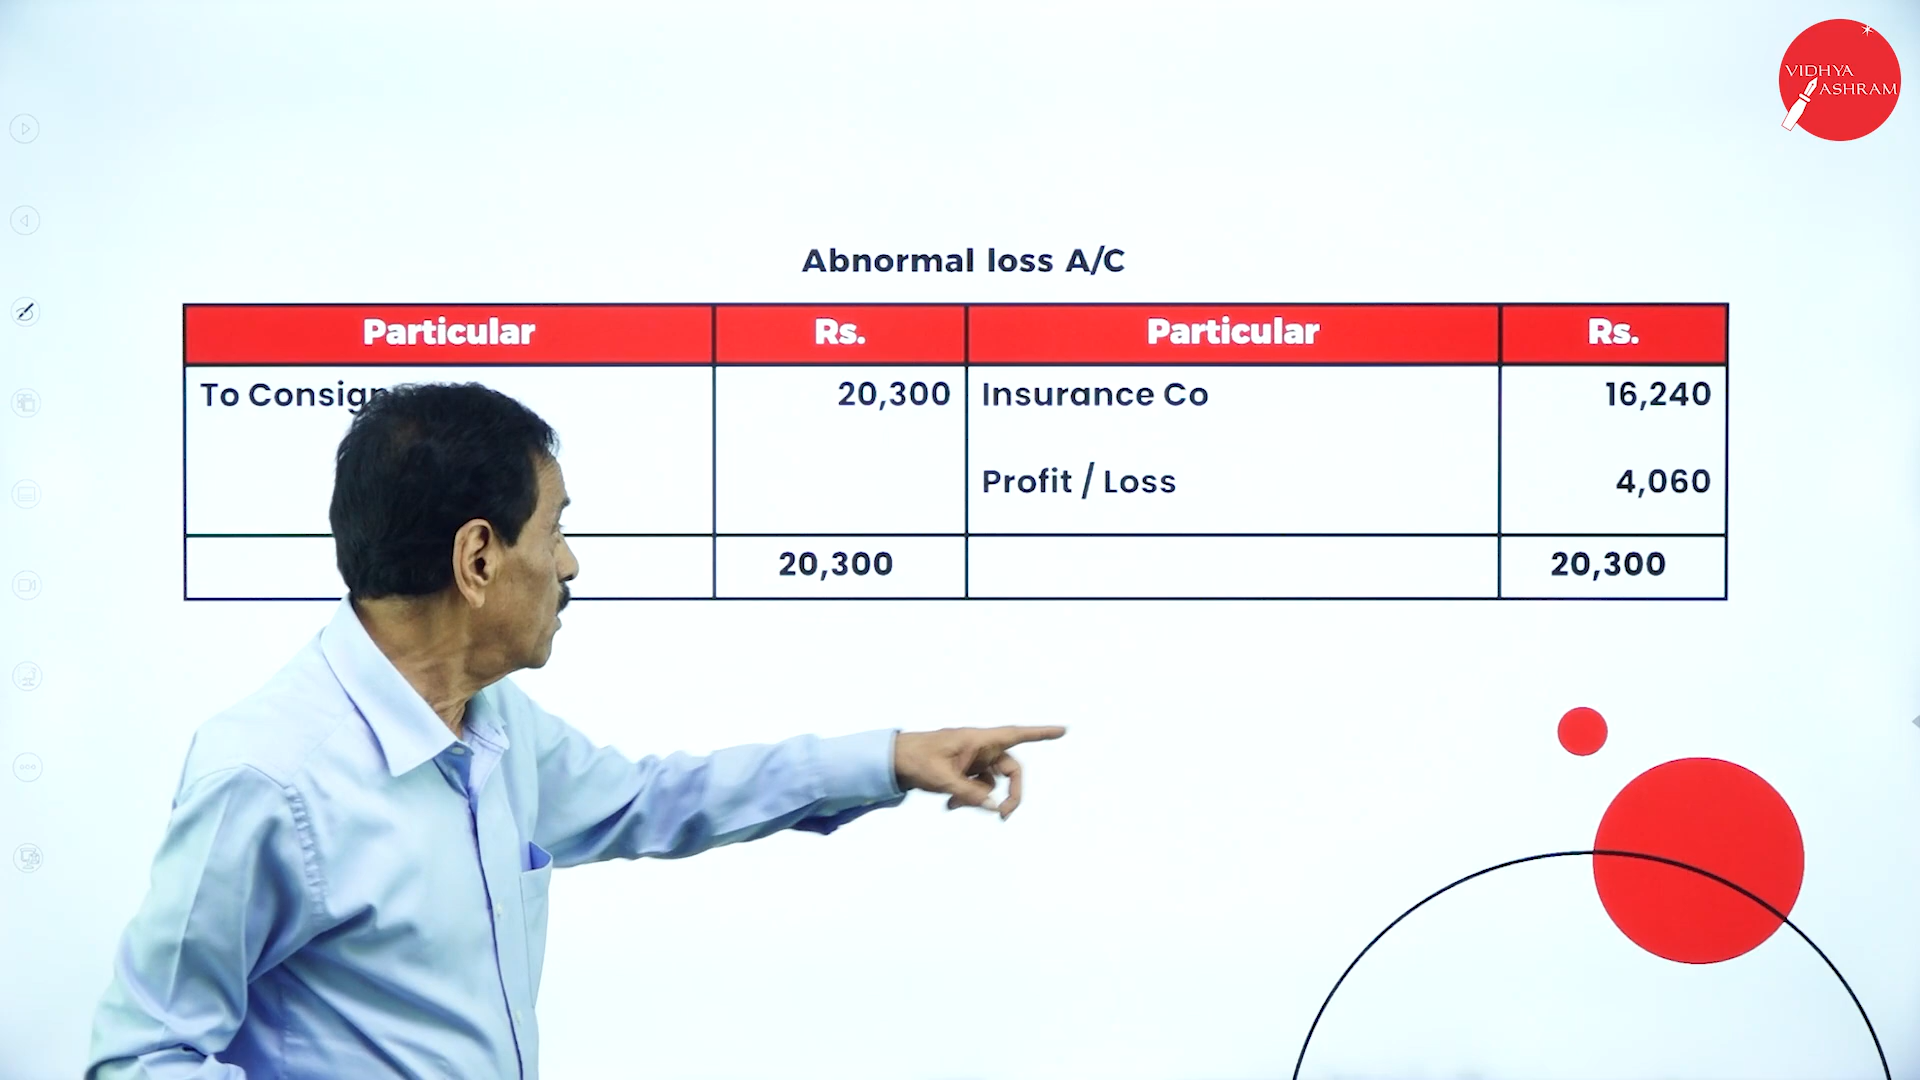 VIDHYA
ASHRAM
Abnormal loss A/C
Particular Rs. Particular Rs.
To 20,300 Insurance Co 16,240
Profit / Loss 4,060
20,300 20,300